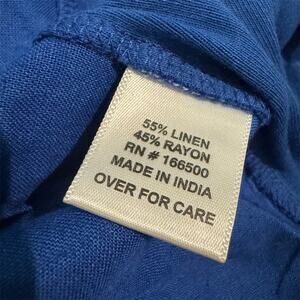 55% LINEN
45% RAYON
RN # 166500
MADE IN INDIA
OVER FOR CARE